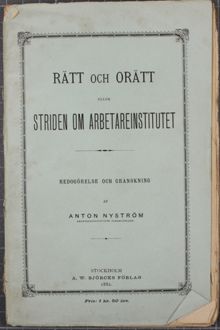 RÄTT OCH ORÄTT
ELLER
STRIDEN OM ARBETAREINSTITUTET
REDOGÖRELSE OCH GRANSKNING
AF
ANTON NYSTRÖM
STOCKHOLM
A. W. BJÖRCKS FÖRLAG
1882.
Pris: 1 kr. 50 öre.